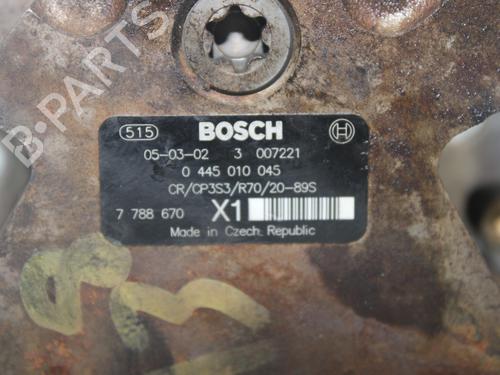 B-PARTS
515 BOSCH
05-03-02 3 007221
0 445 010 045
CR/CP3S3/R70/20-89S
7 788 670 X1
Made in Czech Republic